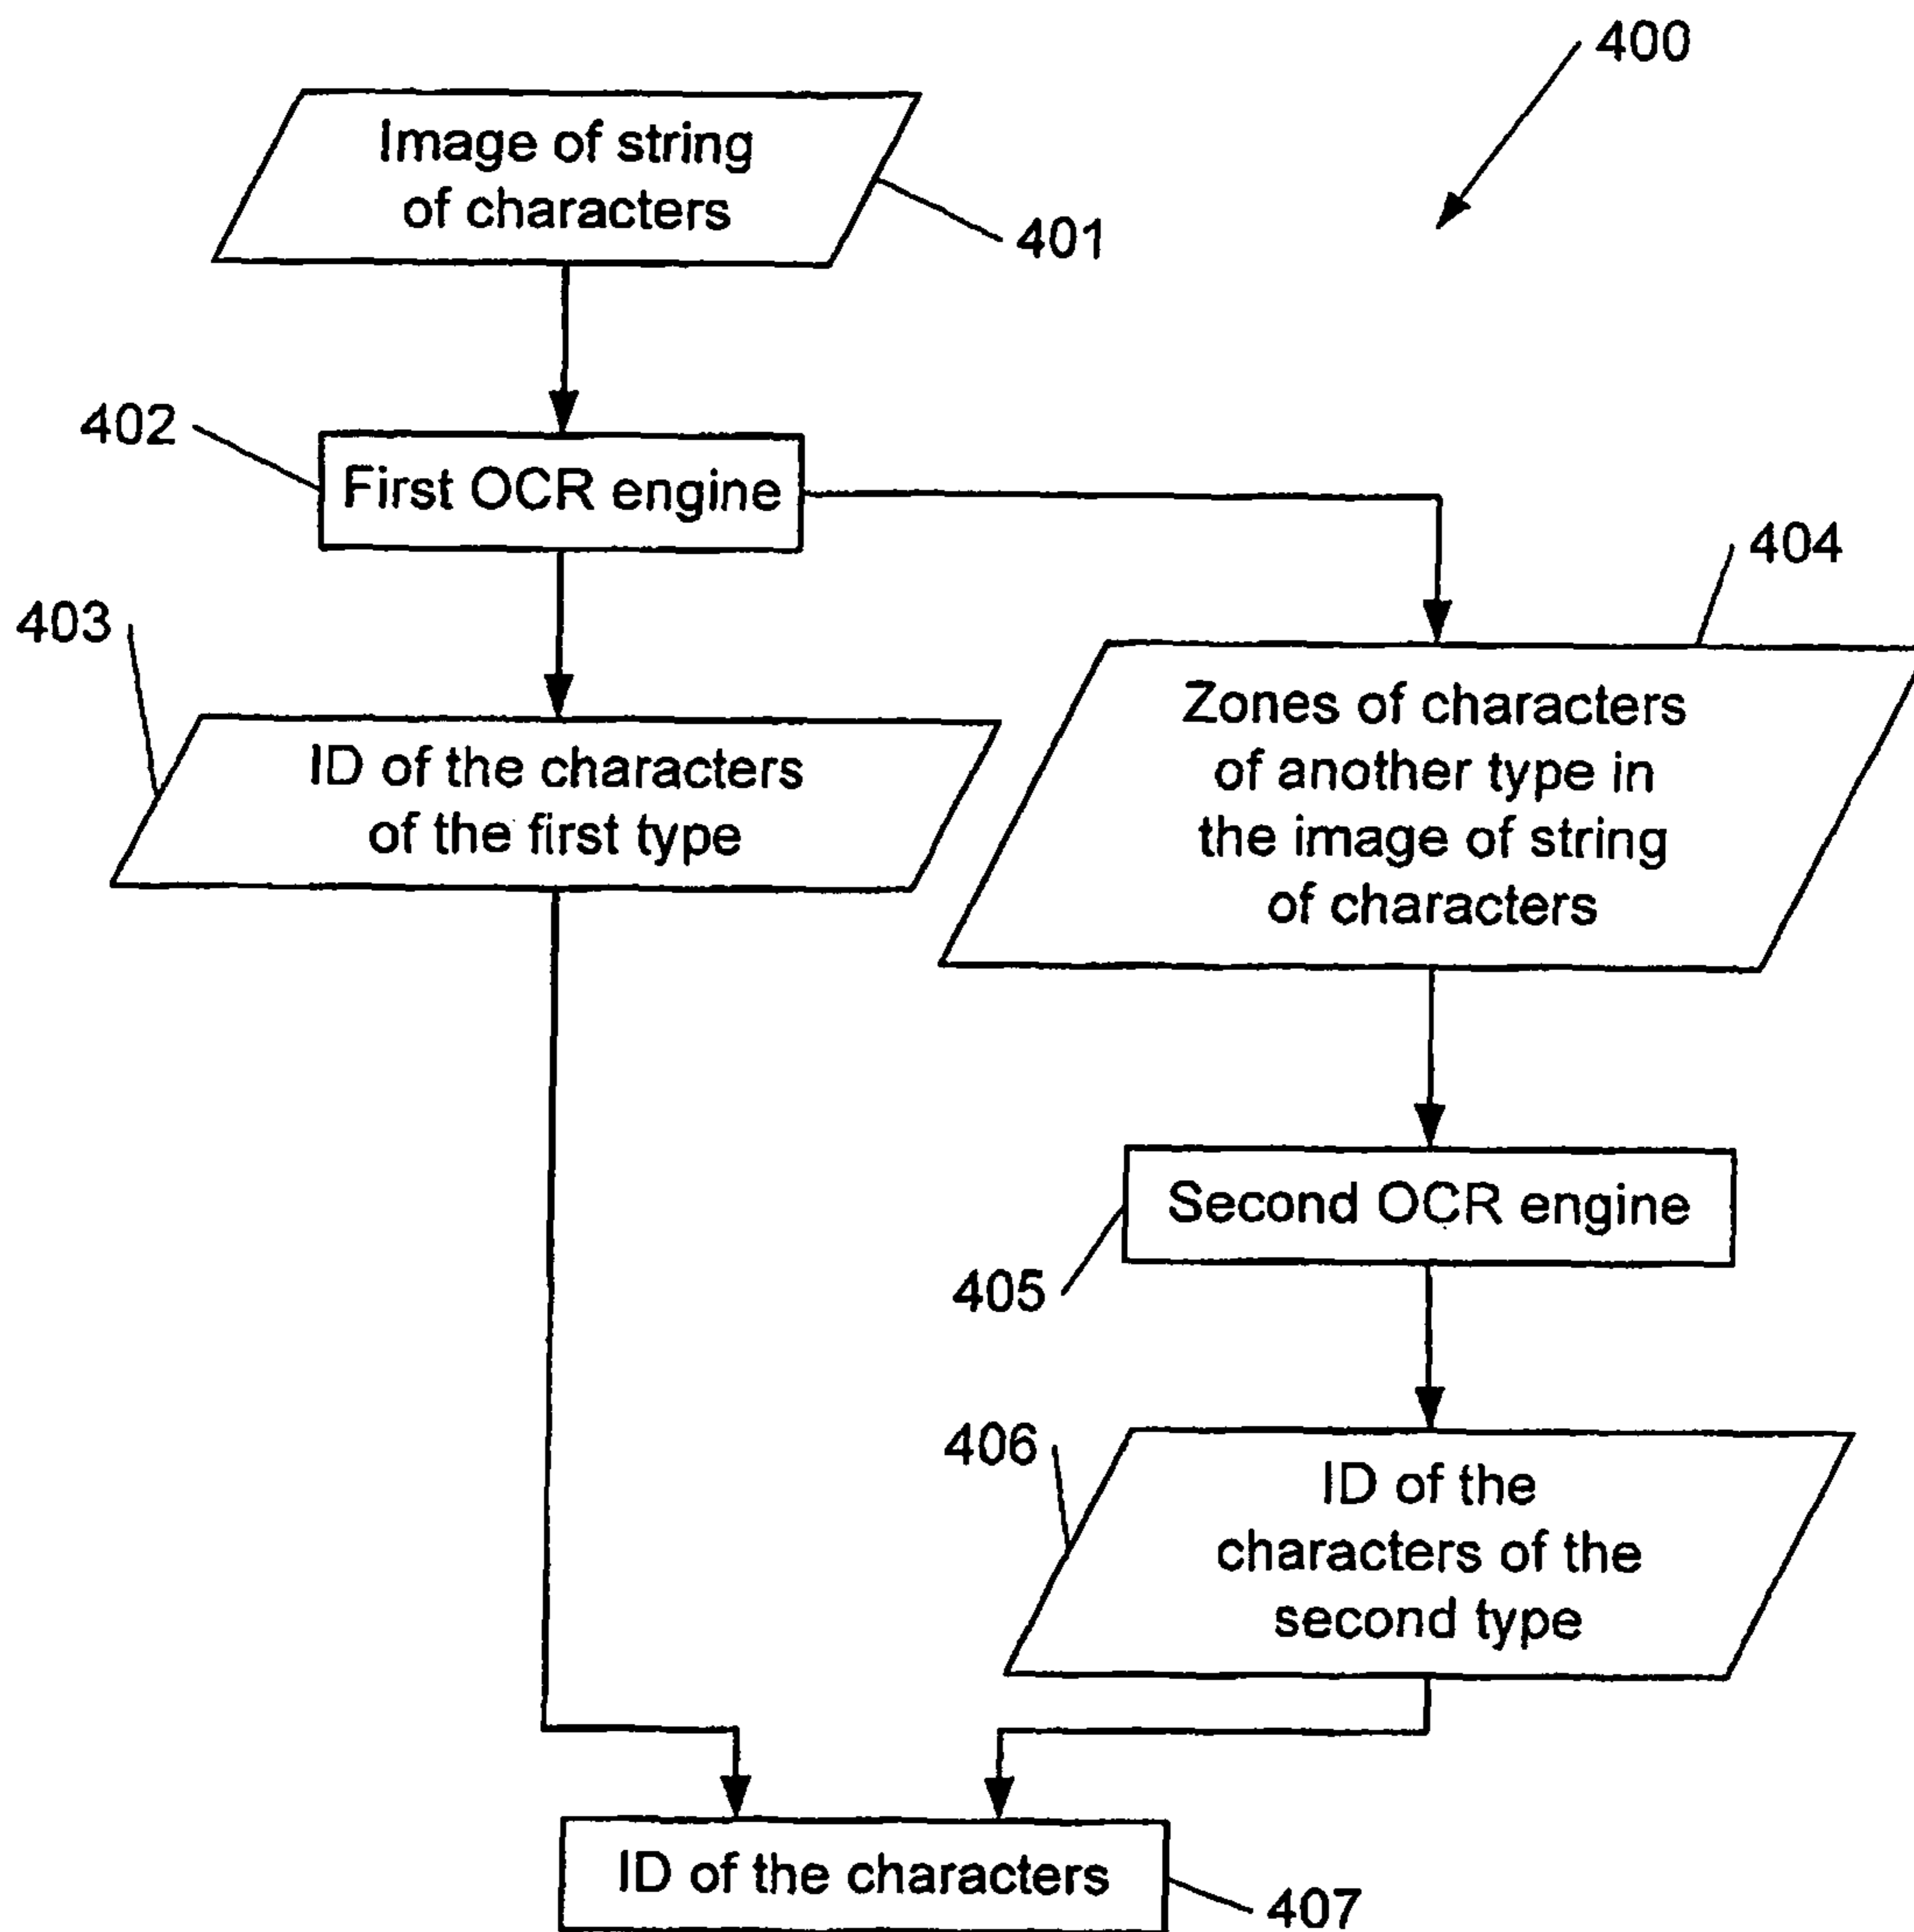 400
Image of string
of characters
401
402
First OCR engine
404
403
ID of the characters
of the first type
Zones of characters
of another type in
the image of string
of characters
Second OCR engine
405
406
ID of the
characters of the
second type
ID of the characters
407